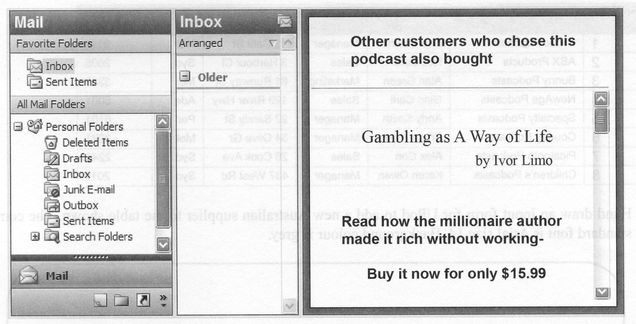 Mail
Favorite Folders
Inbox
Sent Items
All Mail Folders
Personal Folders
Deleted Items
Drafts
Inbox
Junk E-mail
Outbox
Sent Items
Search Folders
Mail
Inbox
Arranged
Older
Other customers who chose this
podcast also bought
Gambling as A Way of Life
by Ivor Limo
Read how the millionaire author
made it rich without working-
Buy it now for only $15.99